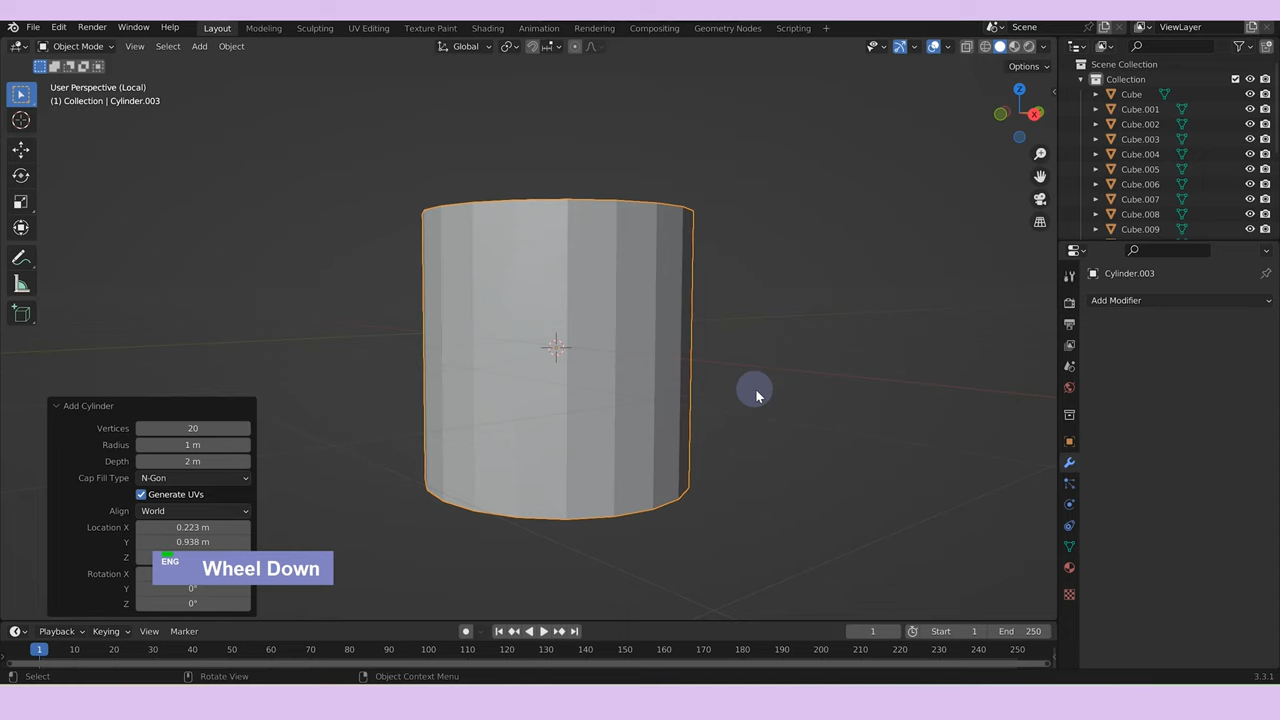 File Edit Render Window Help Layout Modeling Sculpting UV Editing Texture Paint Shading Animation Rendering Compositing Geometry Nodes Scripting + Scene ViewLayer
Object Mode View Select Add Object Global
Options
User Perspective (Local)
(1) Collection | Cylinder.003
Z
X
Scene Collection
Collection
Cube
Cube.001
Cube.002
Cube.003
Cube.004
Cube.005
Cube.006
Cube.007
Cube.008
Cube.009
Cylinder.003
Add Modifier
Add Cylinder
Vertices 20
Radius 1 m
Depth 2 m
Cap Fill Type N-Gon
Generate UVs
Align World
Location X 0.223 m
Y 0.938 m
Z
Rotation X
Y 0°
Z 0°
ENG Wheel Down
Playback Keying View Marker 1 Start 1 End 250
1 10 20 30 40 50 60 70 80 90 100 110 120 130 140 150 160 170 180 190 200 210 220 230 240 250
Select Rotate View Object Context Menu 3.3.1